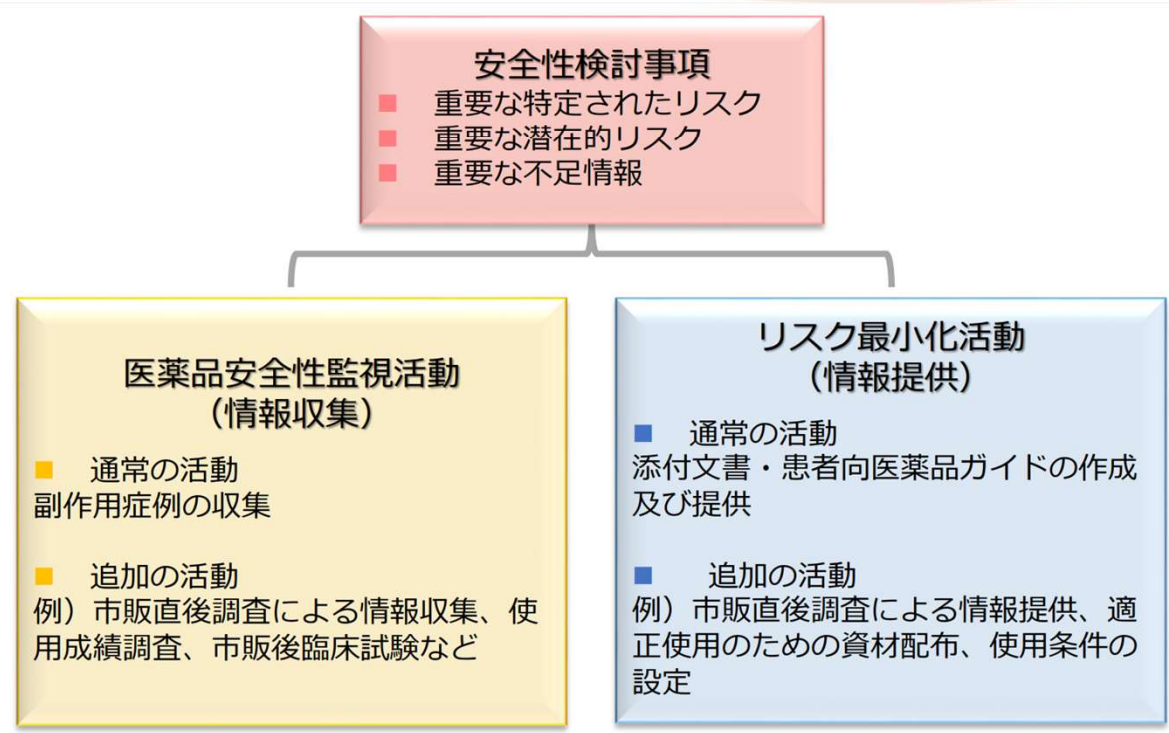 安全性検討事項
■ 重要な特定されたリスク
■ 重要な潜在的リスク
■ 重要な不足情報
医薬品安全性監視活動
（情報収集）
■ 通常の活動
副作用症例の収集
■ 追加の活動
例）市販直後調査による情報収集、使
用成績調査、市販後臨床試験など
リスク最小化活動
（情報提供）
■ 通常の活動
添付文書・患者向医薬品ガイドの作成
及び提供
■ 追加の活動
例）市販直後調査による情報提供、適
正使用のための資材配布、使用条件の
設定